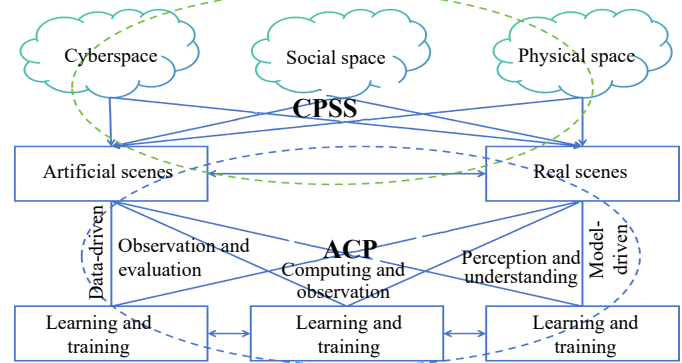 Cyberspace
Social space
Physical space
CPSS
Artificial scenes
Real scenes
Data-driven
Observation and
evaluation
ACP
Computing and
observation
Perception and
understanding
Model-
driven
Learning and
training
Learning and
training
Learning and
training